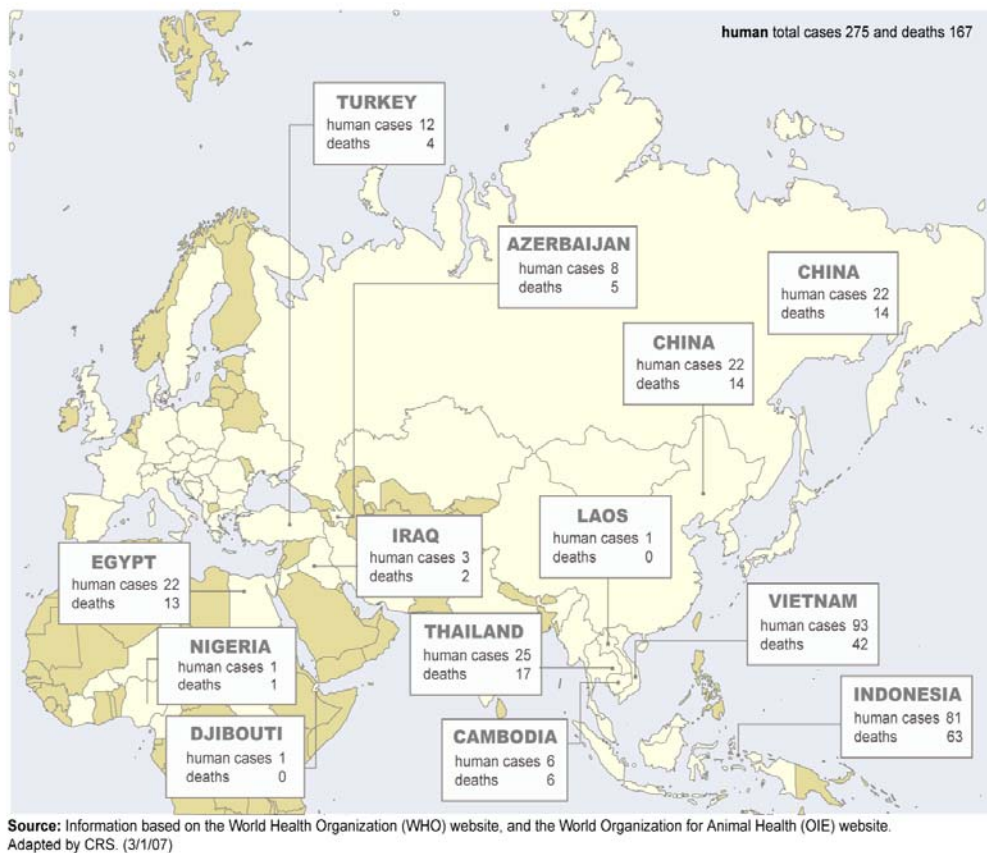 human total cases 275 and deaths 167
TURKEY
human cases 12
deaths 4
AZERBAIJAN
human cases 8
deaths 5
CHINA
human cases 22
deaths 14
CHINA
human cases 22
deaths 14
LAOS
human cases 1
deaths 0
IRAQ
human cases 3
deaths 2
EGYPT
human cases 22
deaths 13
VIETNAM
human cases 93
deaths 42
THAILAND
human cases 25
deaths 17
NIGERIA
human cases 1
deaths 1
INDONESIA
human cases 81
deaths 63
DJIBOUTI
human cases 1
deaths 0
CAMBODIA
human cases 6
deaths 6
Source: Information based on the World Health Organization (WHO) website, and the World Organization for Animal Health (OIE) website.
Adapted by CRS. (3/1/07)